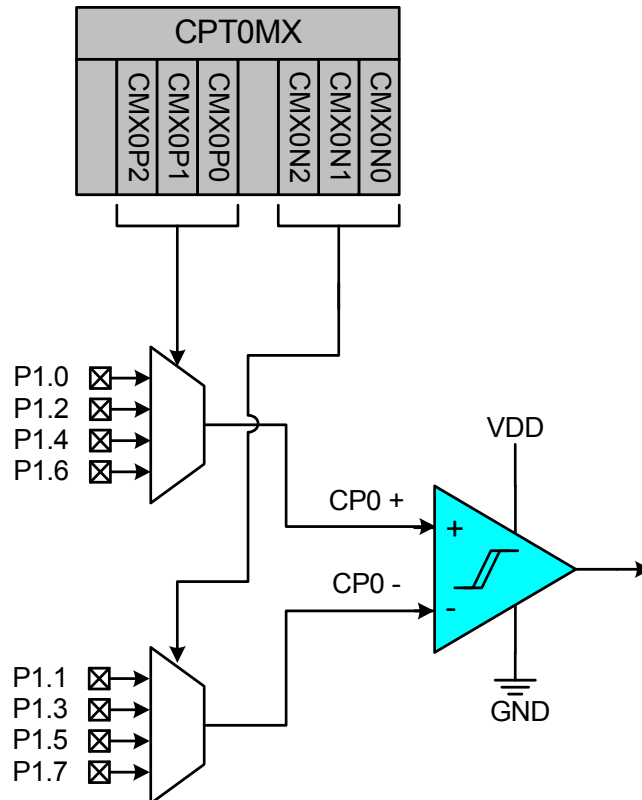 CPT0MX
CMX0P2
CMX0P1
CMX0P0
CMX0N2
CMX0N1
CMX0N0
P1.0
P1.2
P1.4
P1.6
VDD
CP0 +
+
CP0 -
-
P1.1
P1.3
P1.5
P1.7
GND